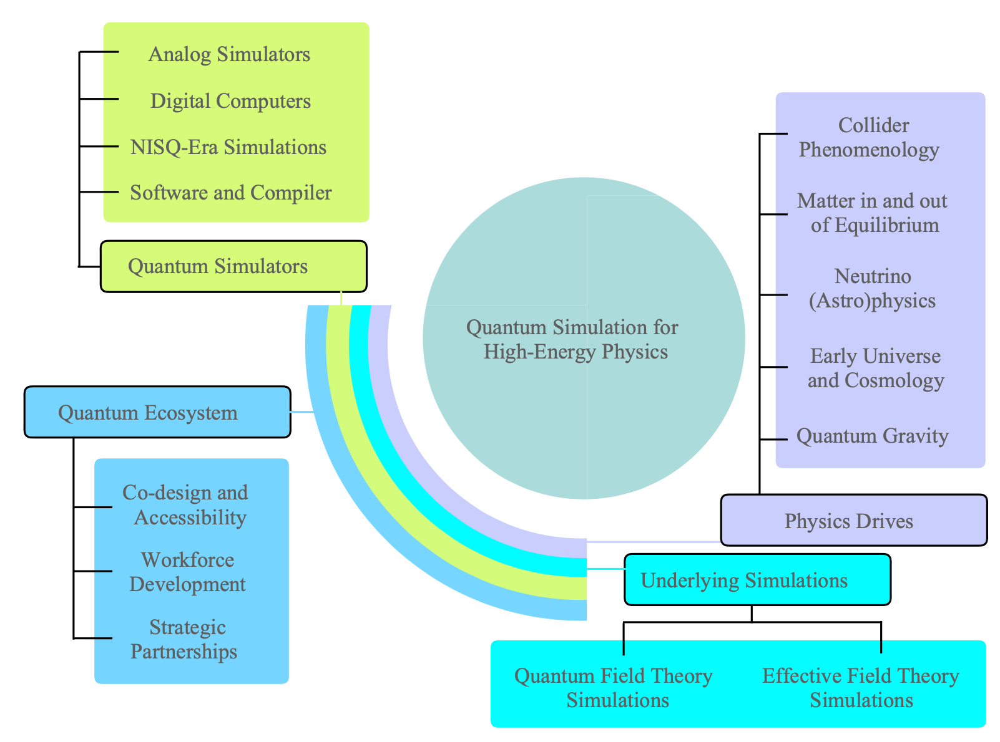 Analog Simulators
Digital Computers
NISQ-Era Simulations
Software and Compiler
Quantum Simulators
Quantum Ecosystem
Co-design and
Accessibility
Workforce
Development
Strategic
Partnerships
Quantum Simulation for
High-Energy Physics
Collider
Phenomenology
Matter in and out
of Equilibrium
Neutrino
(Astro)physics
Early Universe
and Cosmology
Quantum Gravity
Physics Drives
Underlying Simulations
Quantum Field Theory
Simulations
Effective Field Theory
Simulations